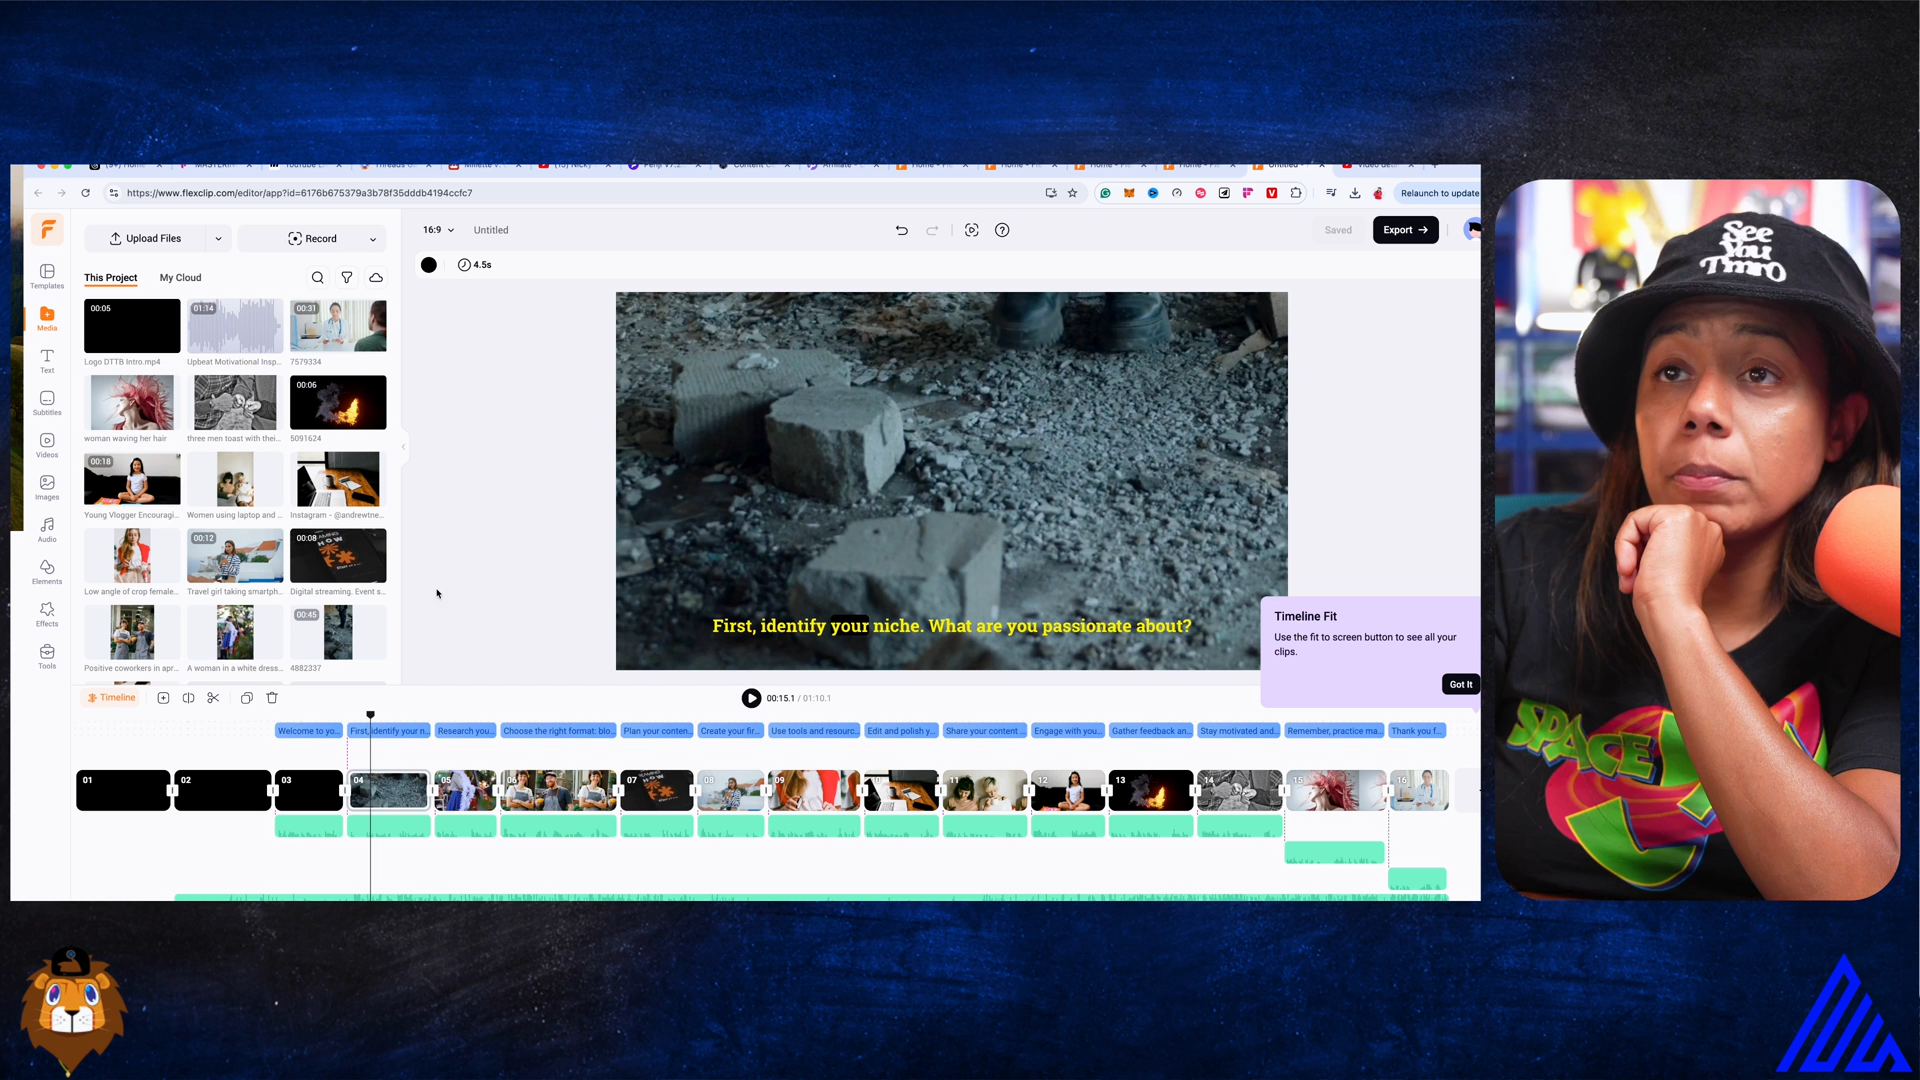 https://www.flexclip.com/editor/app?id=6176b675379a3b78f35dddb4194ccfc7
Relaunch to update
Upload Files
Record
16:9
Untitled
Saved
Export
Templates
This Project
My Cloud
4.5s
Media
00:05
01:14
00:31
Logo DTTB Intro.mp4
Upbeat Motivational Insp...
7579334
Text
00:06
woman waving her hair
three men toast with thei...
5091624
Subtitles
Videos
00:18
Young Vlogger Encouragi...
Women using laptop and ...
Instagram - @andrewtne...
Images
Audio
00:12
00:08
Low angle of crop female...
Travel girl taking smartph...
Digital streaming. Event s...
Elements
Effects
00:45
Positive coworkers in apr...
A woman in a white dress...
4882337
Tools
First, identify your niche. What are you passionate about?
Timeline Fit
Use the fit to screen button to see all your
clips.
Got It
Timeline
00:15.1 / 01:10.1
Welcome to yo...
First, identify your n...
Research you...
Choose the right format: blo...
Plan your conten...
Create your fir...
Use tools and resourc...
Edit and polish y...
Share your content ...
Engage with you...
Gather feedback an...
Stay motivated and...
Remember, practice ma...
Thank you f...
01
02
03
04
05
06
07
08
09
11
12
13
14
15
16
See
You
Tmro
SPACE